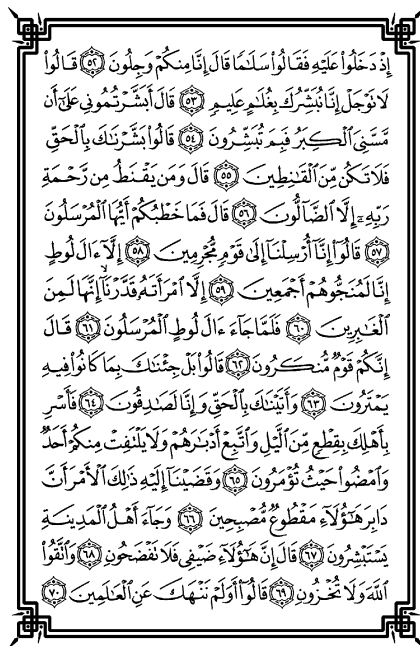 إِذْ دَخَلُوا۟ عَلَيْهِ فَقَالُوا۟ سَلَٰمًا قَالَ إِنَّا مِنكُمْ وَجِلُونَ ٥٢ قَالُوا۟
لَا تَوْجَلْ إِنَّا نُبَشِّرُكَ بِغُلَٰمٍ عَلِيمٍ ٥٣ قَالَ أَبَشَّرْتُمُونِى عَلَىٰٓ أَن
مَّسَّنِىَ ٱلْكِبَرُ فَبِمَ تُبَشِّرُونَ ٥٤ قَالُوا۟ بَشَّرْنَٰكَ بِٱلْحَقِّ
فَلَا تَكُن مِّنَ ٱلْقَٰنِطِينَ ٥٥ قَالَ وَمَن يَقْنَطُ مِن رَّحْمَةِ
رَبِّهِۦٓ إِلَّا ٱلضَّآلُّونَ ٥٦ قَالَ فَمَا خَطْبُكُمْ أَيُّهَا ٱلْمُرْسَلُونَ
٥٧ قَالُوٓا۟ إِنَّآ أُرْسِلْنَآ إِلَىٰ قَوْمٍ مُّجْرِمِينَ ٥٨ إِلَّآ ءَالَ لُوطٍ
إِنَّا لَمُنَجُّوهُمْ أَجْمَعِينَ ٥٩ إِلَّا ٱمْرَأَتَهُۥ قَدَّرْنَآ ۙ إِنَّهَا لَمِنَ
ٱلْغَٰبِرِينَ ٦٠ فَلَمَّا جَآءَ ءَالَ لُوطٍ ٱلْمُرْسَلُونَ ٦١ قَالَ
إِنَّكُمْ قَوْمٌ مُّنكَرُونَ ٦٢ قَالُوا۟ بَلْ جِئْنَٰكَ بِمَا كَانُوا۟ فِيهِ
يَمْتَرُونَ ٦٣ وَأَتَيْنَٰكَ بِٱلْحَقِّ وَإِنَّا لَصَٰدِقُونَ ٦٤ فَأَسْرِ
بِأَهْلِكَ بِقِطْعٍ مِّنَ ٱلَّيْلِ وَٱتَّبِعْ أَدْبَٰرَهُمْ وَلَا يَلْتَفِتْ مِنكُمْ أَحَدٌ
وَٱمْضُوا۟ حَيْثُ تُؤْمَرُونَ ٦٥ وَقَضَيْنَآ إِلَيْهِ ذَٰلِكَ ٱلْأَمْرَ أَنَّ
دَابِرَ هَٰٓؤُلَآءِ مَقْطُوعٌ مُّصْبِحِينَ ٦٦ وَجَآءَ أَهْلُ ٱلْمَدِينَةِ
يَسْتَبْشِرُونَ ٦٧ قَالَ إِنَّ هَٰٓؤُلَآءِ ضَيْفِى فَلَا تَفْضَحُونِ ٦٨ وَٱتَّقُوا۟
ٱللَّهَ وَلَا تُخْزُونِ ٦٩ قَالُوٓا۟ أَوَلَمْ نَنْهَكَ عَنِ ٱلْعَٰلَمِينَ ٧٠